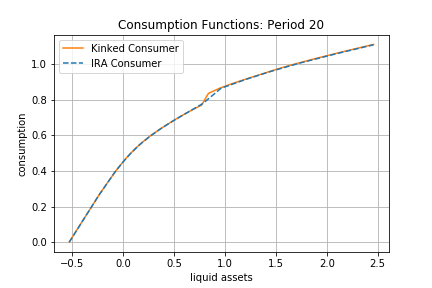 Consumption Functions: Period 20
Kinked Consumer
IRA Consumer
consumption
1.0
0.8
0.6
0.4
0.2
0.0
−0.5 0.0 0.5 1.0 1.5 2.0 2.5
liquid assets